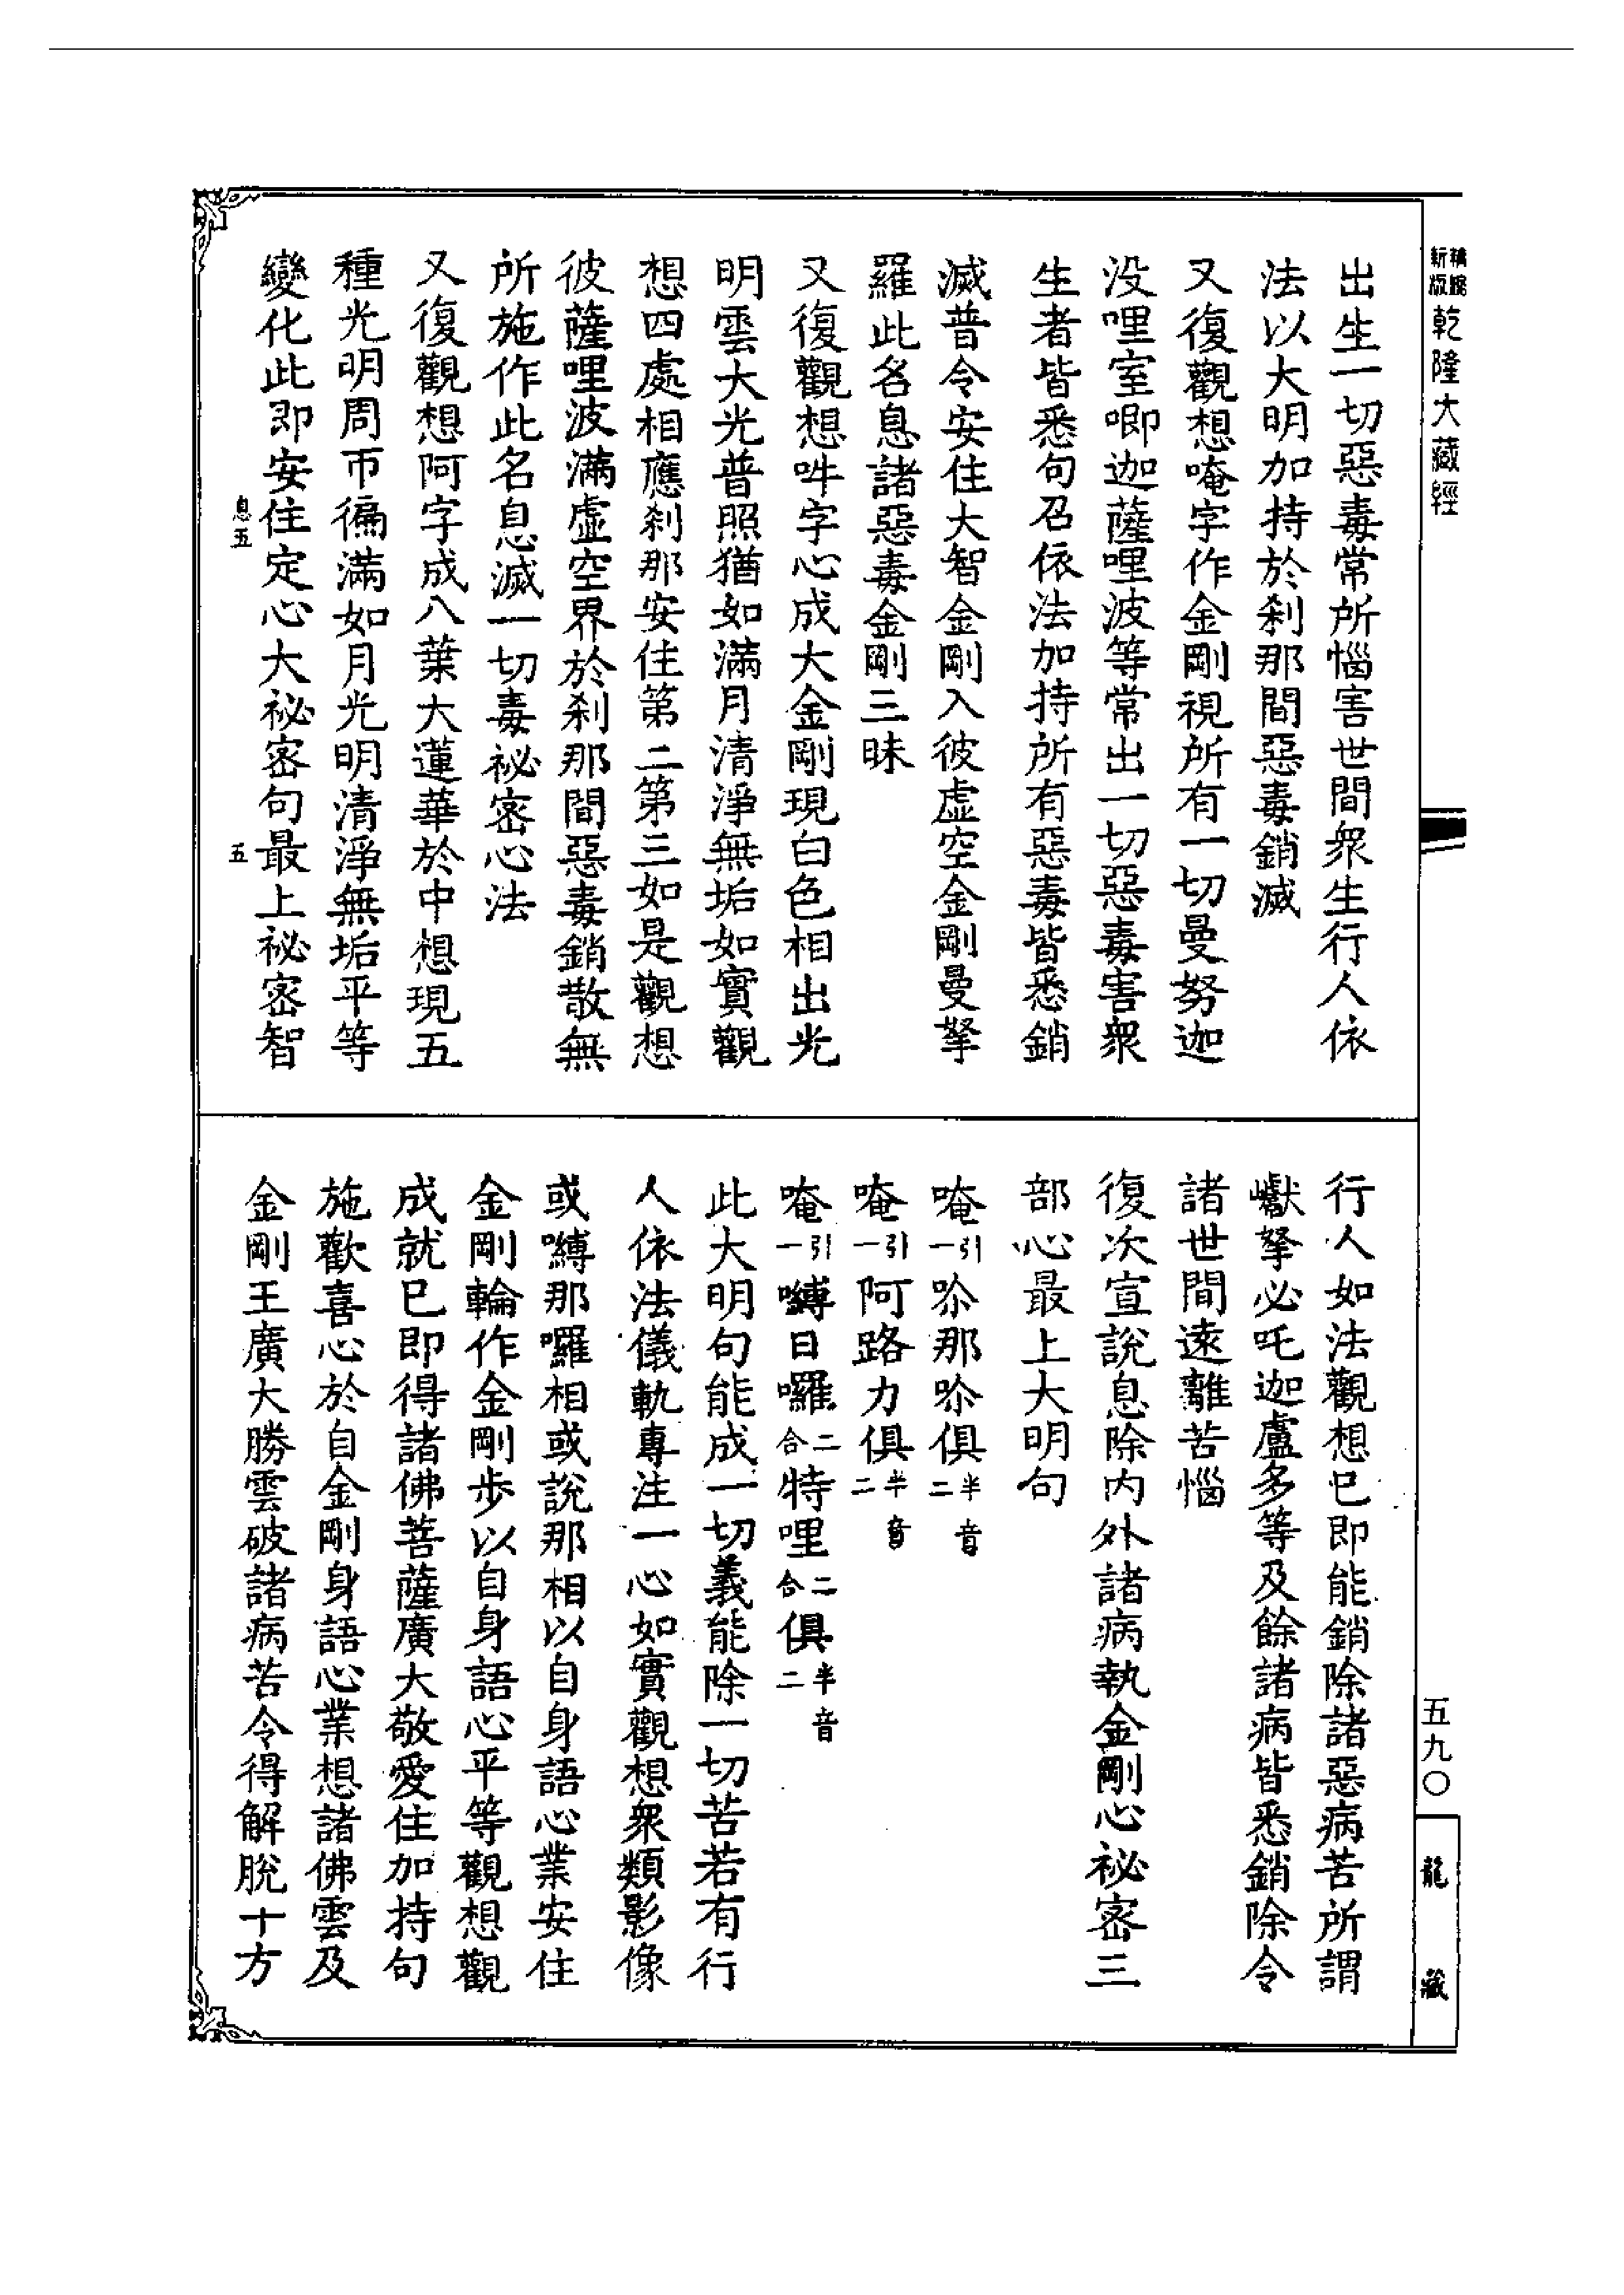 新版精縮乾隆大藏經
出生一切惡毒常所惱害世間衆生行人依
法以大明加持於刹那間惡毒銷滅
又復觀想唵字作金剛視所有一切曼努迦
没哩室唧迦薩哩波等常出一切惡毒害衆
生者皆悉句召依法加持所有惡毒皆悉銷
滅普令安住大智金剛入彼虛空金剛曼拏
羅此名息諸惡毒金剛三昧
又復觀想吽字心成大金剛現白色相出光
明雲大光普照猶如滿月清淨無垢如實觀
想四處相應刹那安住第二第三如是觀想
彼薩哩波滿虛空界於刹那間惡毒銷散無
所施作此名息滅一切毒祕密心法
又復觀想阿字成八葉大蓮華於中想現五
種光明周帀徧滿如月光明清淨無垢平等
變化此即安住定心大祕密句最上祕密智
息五
五
行人如法觀想已即能銷除諸惡病苦所謂
巘拏必吒迦盧多等及餘諸病皆悉銷除令
諸世間遠離苦惱
復次宣說息除内外諸病執金剛心祕密三
部心最上大明句
唵引一尒那尒俱半音二
唵引一阿路力俱半音二
唵引一嚩日囉二合特哩二合俱半音二
此大明句能成一切義能除一切苦若有行
人依法儀軌專注一心如實觀想衆類影像
或嚩那囉相或說那相以自身語心業安住
金剛輪作金剛步以自身語心平等觀想觀
成就已即得諸佛菩薩廣大敬愛住加持句
施歡喜心於自金剛身語心業想諸佛雲及
金剛王廣大勝雲破諸病苦令得解脫十方
五九〇
龍藏